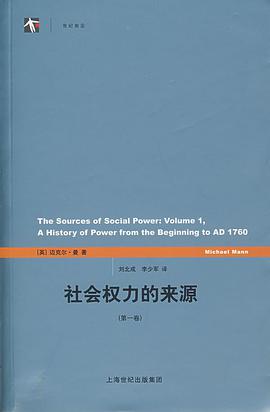 世纪前沿
The Sources of Social Power: Volume 1,
A History of Power from the Beginning to AD 1760
[英] 迈克尔·曼 著
Michael Mann
刘北成 李少军 译
社会权力的来源
(第一卷)
上海世纪出版集团